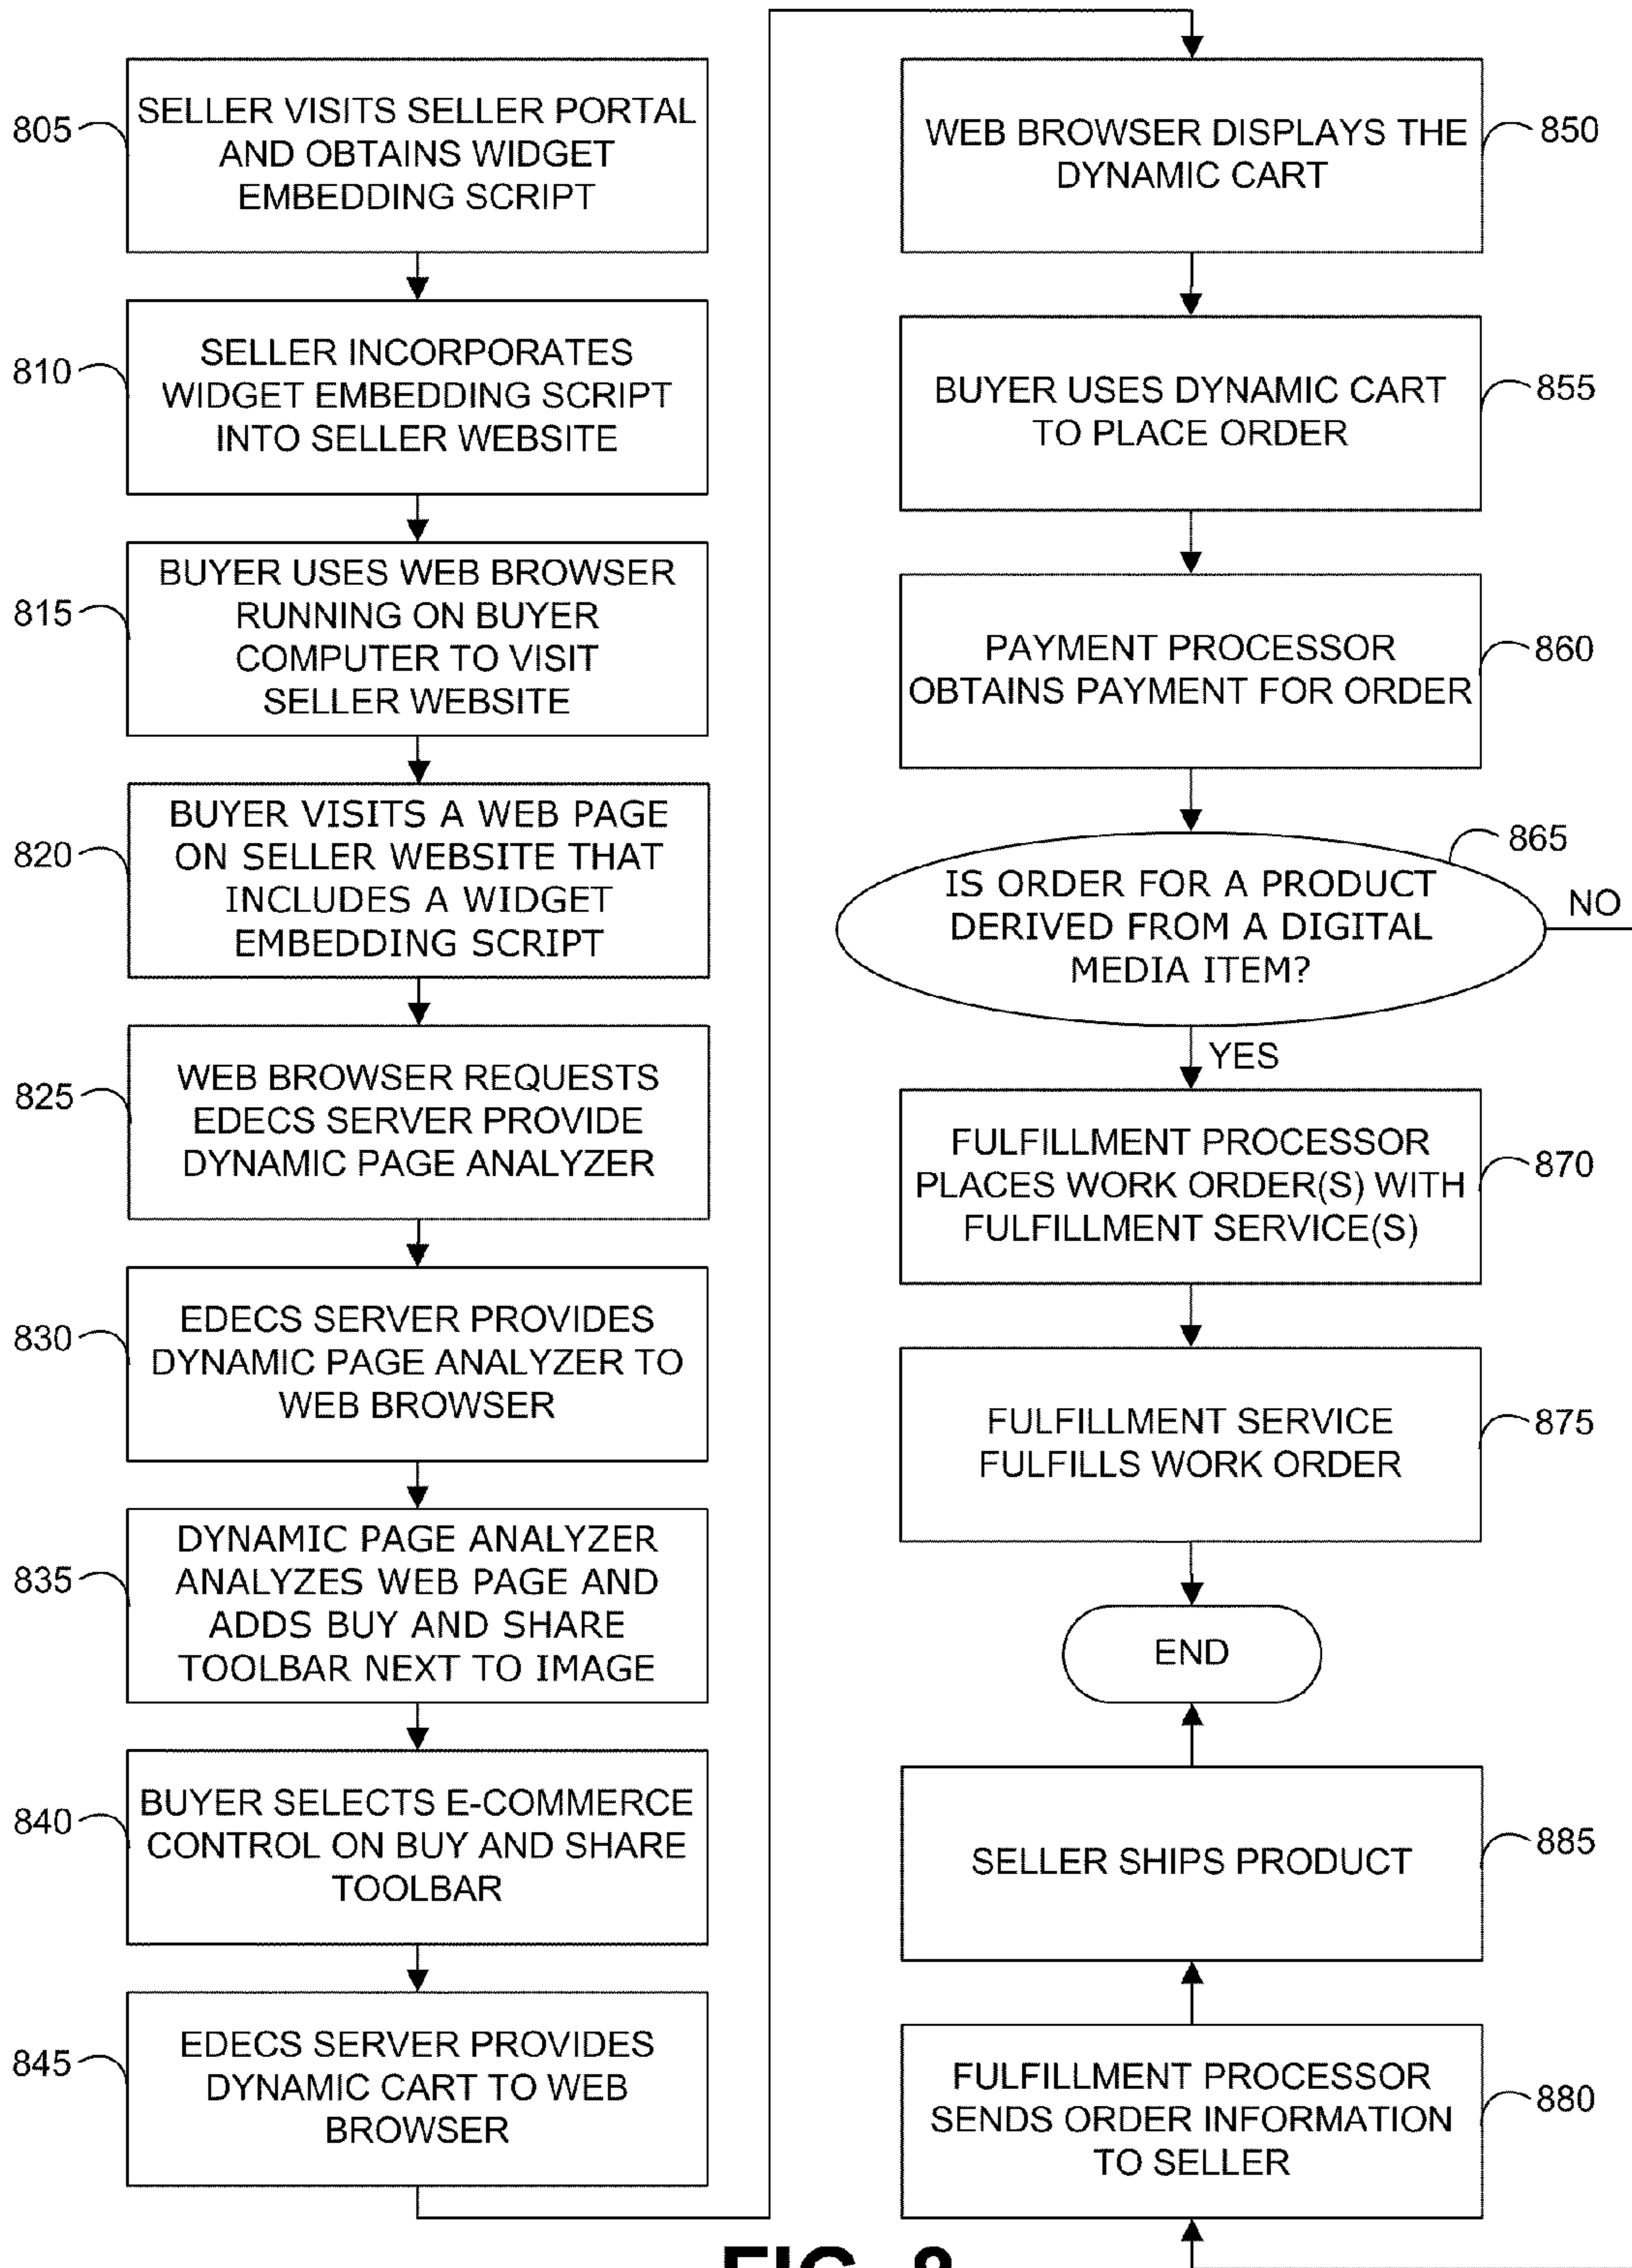 805
SELLER VISITS SELLER PORTAL
AND OBTAINS WIDGET
EMBEDDING SCRIPT
810
SELLER INCORPORATES
WIDGET EMBEDDING SCRIPT
INTO SELLER WEBSITE
815
BUYER USES WEB BROWSER
RUNNING ON BUYER
COMPUTER TO VISIT
SELLER WEBSITE
820
BUYER VISITS A WEB PAGE
ON SELLER WEBSITE THAT
INCLUDES A WIDGET
EMBEDDING SCRIPT
825
WEB BROWSER REQUESTS
EDECS SERVER PROVIDE
DYNAMIC PAGE ANALYZER
830
EDECS SERVER PROVIDES
DYNAMIC PAGE ANALYZER TO
WEB BROWSER
835
DYNAMIC PAGE ANALYZER
ANALYZES WEB PAGE AND
ADDS BUY AND SHARE
TOOLBAR NEXT TO IMAGE
840
BUYER SELECTS E-COMMERCE
CONTROL ON BUY AND SHARE
TOOLBAR
845
EDECS SERVER PROVIDES
DYNAMIC CART TO WEB
BROWSER
WEB BROWSER DISPLAYS THE
DYNAMIC CART
850
BUYER USES DYNAMIC CART
TO PLACE ORDER
855
PAYMENT PROCESSOR
OBTAINS PAYMENT FOR ORDER
860
IS ORDER FOR A PRODUCT
DERIVED FROM A DIGITAL
MEDIA ITEM?
865
NO
YES
FULFILLMENT PROCESSOR
PLACES WORK ORDER(S) WITH
FULFILLMENT SERVICE(S)
870
FULFILLMENT SERVICE
FULFILLS WORK ORDER
875
END
SELLER SHIPS PRODUCT
885
FULFILLMENT PROCESSOR
SENDS ORDER INFORMATION
TO SELLER
880
FIG. 8